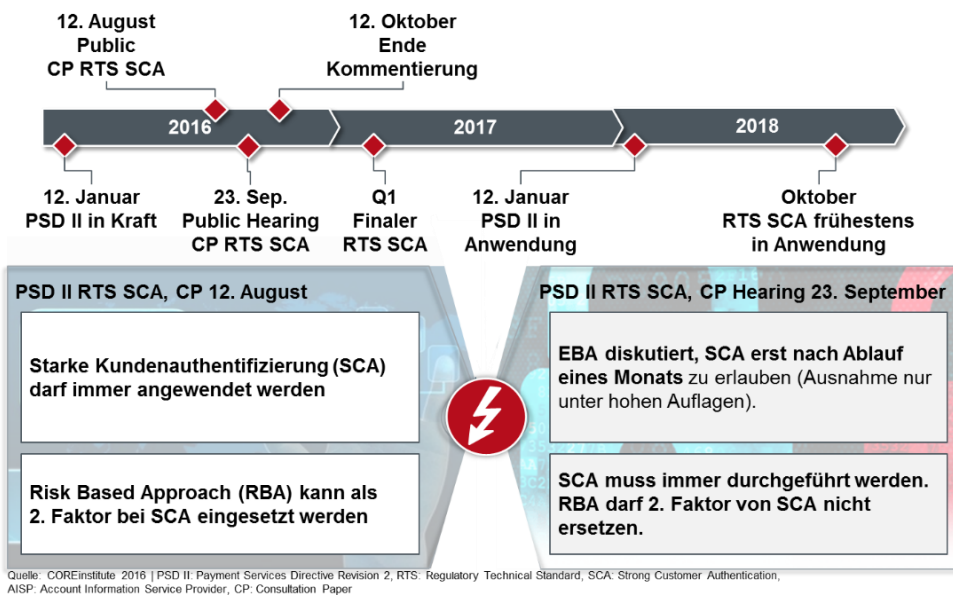 12. August
Public
CP RTS SCA
12. Oktober
Ende
Kommentierung
2016
2017
2018
12. Januar
PSD II in Kraft
23. Sep.
Public Hearing
CP RTS SCA
Q1
Finaler
RTS SCA
12. Januar
PSD II in
Anwendung
Oktober
RTS SCA frühestens
in Anwendung
PSD II RTS SCA, CP 12. August
Starke Kundenauthentifizierung (SCA)
darf immer angewendet werden
Risk Based Approach (RBA) kann als
2. Faktor bei SCA eingesetzt werden
PSD II RTS SCA, CP Hearing 23. September
EBA diskutiert, SCA erst nach Ablauf
eines Monats zu erlauben (Ausnahme nur
unter hohen Auflagen).
SCA muss immer durchgeführt werden.
RBA darf 2. Faktor von SCA nicht
ersetzen.
Quelle: COREinstitute 2016 | PSD II: Payment Services Directive Revision 2, RTS: Regulatory Technical Standard, SCA: Strong Customer Authentication,
AISP: Account Information Service Provider, CP: Consultation Paper